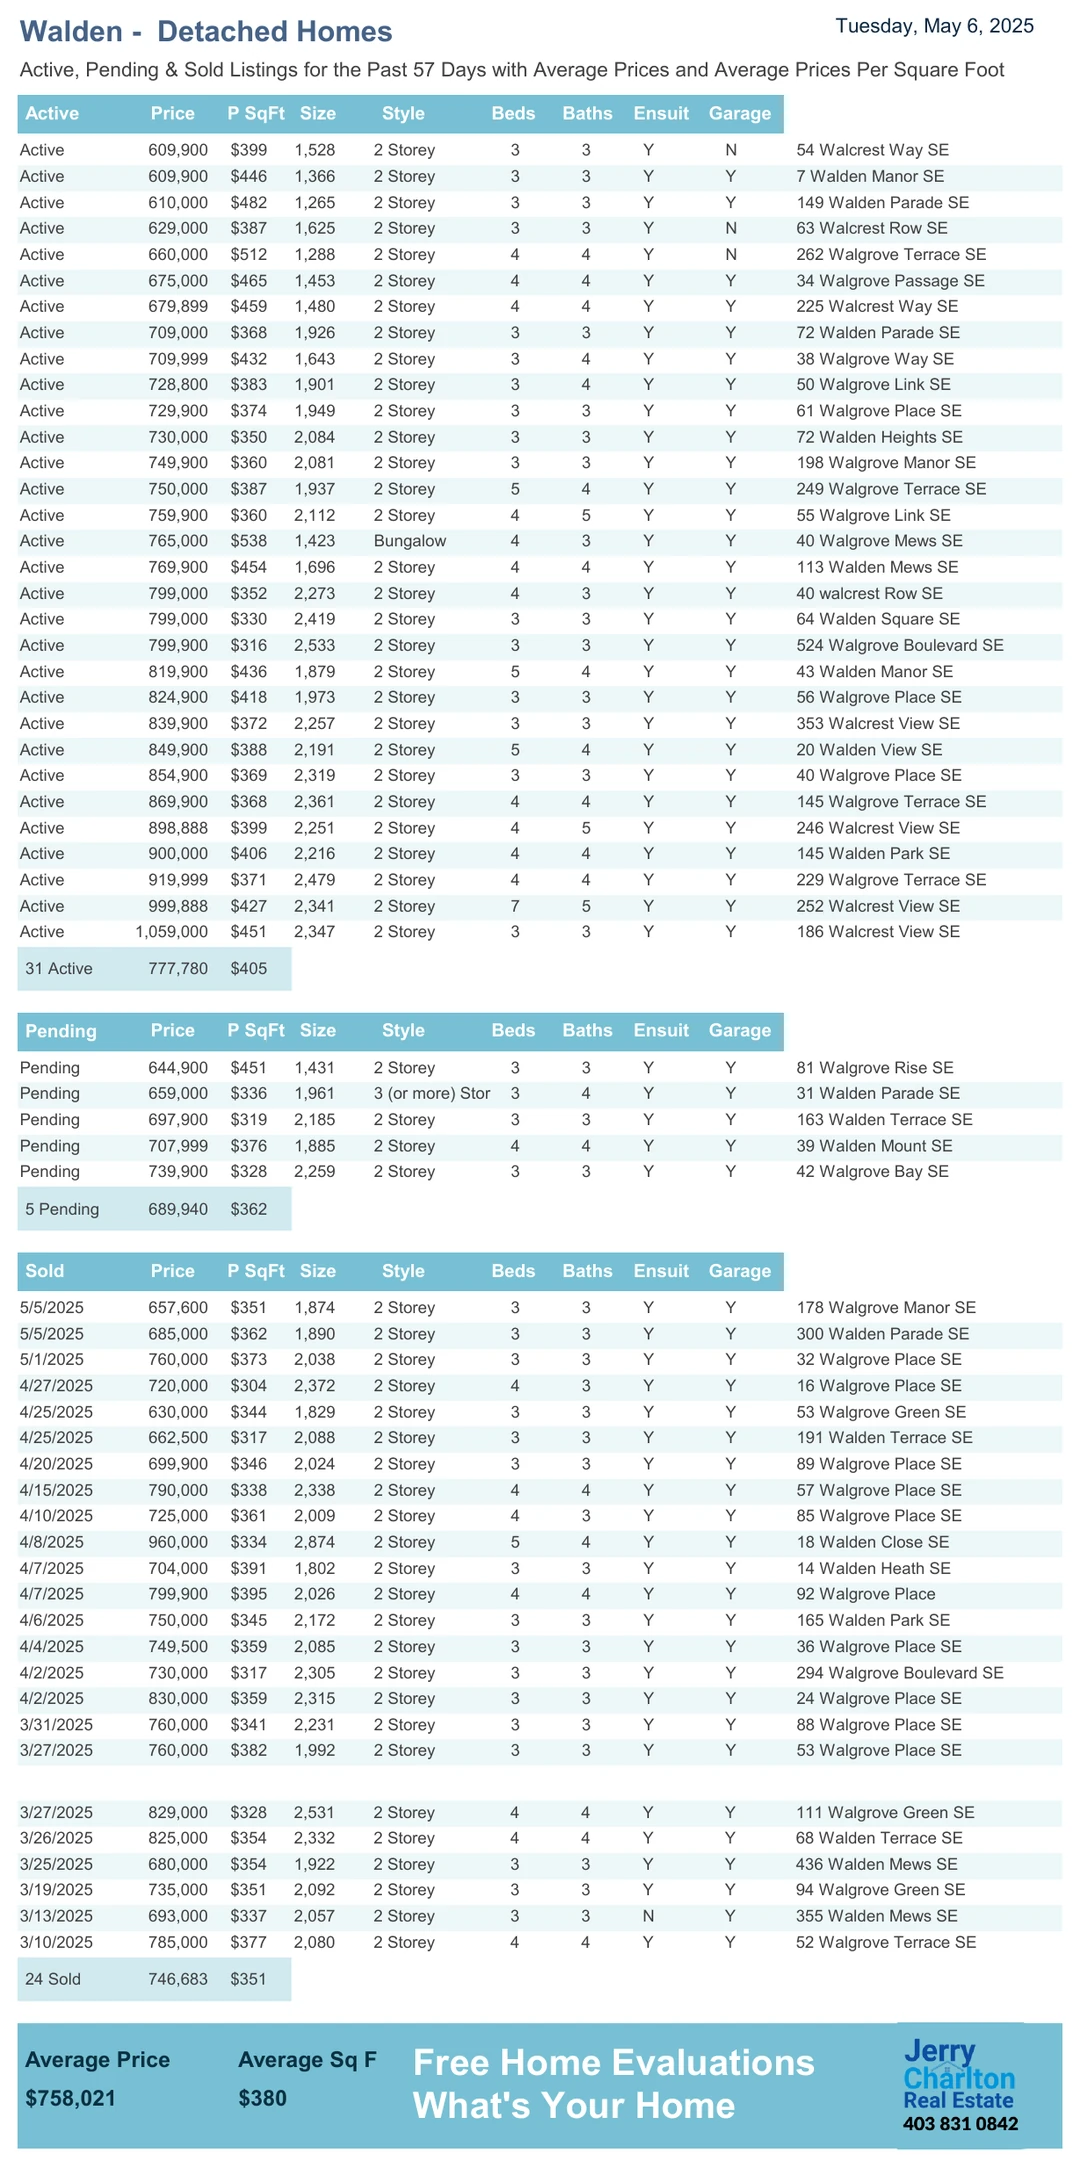 Walden - Detached Homes
Tuesday, May 6, 2025
Active, Pending & Sold Listings for the Past 57 Days with Average Prices and Average Prices Per Square Foot
Active Price P SqFt Size Style Beds Baths Ensuit Garage
Active 609,900 $399 1,528 2 Storey 3 3 Y N 54 Walcrest Way SE
Active 609,900 $446 1,366 2 Storey 3 3 Y Y 7 Walden Manor SE
Active 610,000 $482 1,265 2 Storey 3 3 Y Y 149 Walden Parade SE
Active 629,000 $387 1,625 2 Storey 3 3 Y N 63 Walcrest Row SE
Active 660,000 $512 1,288 2 Storey 4 4 Y N 262 Walgrove Terrace SE
Active 675,000 $465 1,453 2 Storey 4 4 Y Y 34 Walgrove Passage SE
Active 679,899 $459 1,480 2 Storey 4 4 Y Y 225 Walcrest Way SE
Active 709,000 $368 1,926 2 Storey 3 3 Y Y 72 Walden Parade SE
Active 709,999 $432 1,643 2 Storey 3 4 Y Y 38 Walgrove Way SE
Active 728,800 $383 1,901 2 Storey 3 4 Y Y 50 Walgrove Link SE
Active 729,900 $374 1,949 2 Storey 3 3 Y Y 61 Walgrove Place SE
Active 730,000 $350 2,084 2 Storey 3 3 Y Y 72 Walden Heights SE
Active 749,900 $360 2,081 2 Storey 3 3 Y Y 198 Walgrove Manor SE
Active 750,000 $387 1,937 2 Storey 5 4 Y Y 249 Walgrove Terrace SE
Active 759,900 $360 2,112 2 Storey 4 5 Y Y 55 Walgrove Link SE
Active 765,000 $538 1,423 Bungalow 4 3 Y Y 40 Walgrove Mews SE
Active 769,900 $454 1,696 2 Storey 4 4 Y Y 113 Walden Mews SE
Active 799,000 $352 2,273 2 Storey 4 3 Y Y 40 walcrest Row SE
Active 799,000 $330 2,419 2 Storey 3 3 Y Y 64 Walden Square SE
Active 799,900 $316 2,533 2 Storey 3 3 Y Y 524 Walgrove Boulevard SE
Active 819,900 $436 1,879 2 Storey 5 4 Y Y 43 Walden Manor SE
Active 824,900 $418 1,973 2 Storey 3 3 Y Y 56 Walgrove Place SE
Active 839,900 $372 2,257 2 Storey 3 3 Y Y 353 Walcrest View SE
Active 849,900 $388 2,191 2 Storey 5 4 Y Y 20 Walden View SE
Active 854,900 $369 2,319 2 Storey 3 3 Y Y 40 Walgrove Place SE
Active 869,900 $368 2,361 2 Storey 4 4 Y Y 145 Walgrove Terrace SE
Active 898,888 $399 2,251 2 Storey 4 5 Y Y 246 Walcrest View SE
Active 900,000 $406 2,216 2 Storey 4 4 Y Y 145 Walden Park SE
Active 919,999 $371 2,479 2 Storey 4 4 Y Y 229 Walgrove Terrace SE
Active 999,888 $427 2,341 2 Storey 7 5 Y Y 252 Walcrest View SE
Active 1,059,000 $451 2,347 2 Storey 3 3 Y Y 186 Walcrest View SE
31 Active 777,780 $405
Pending Price P SqFt Size Style Beds Baths Ensuit Garage
Pending 644,900 $451 1,431 2 Storey 3 3 Y Y 81 Walgrove Rise SE
Pending 659,000 $336 1,961 3 (or more) Stor 3 4 Y Y 31 Walden Parade SE
Pending 697,900 $319 2,185 2 Storey 3 3 Y Y 163 Walden Terrace SE
Pending 707,999 $376 1,885 2 Storey 4 4 Y Y 39 Walden Mount SE
Pending 739,900 $328 2,259 2 Storey 3 3 Y Y 42 Walgrove Bay SE
5 Pending 689,940 $362
Sold Price P SqFt Size Style Beds Baths Ensuit Garage
5/5/2025 657,600 $351 1,874 2 Storey 3 3 Y Y 178 Walgrove Manor SE
5/5/2025 685,000 $362 1,890 2 Storey 3 3 Y Y 300 Walden Parade SE
5/1/2025 760,000 $373 2,038 2 Storey 3 3 Y Y 32 Walgrove Place SE
4/27/2025 720,000 $304 2,372 2 Storey 4 3 Y Y 16 Walgrove Place SE
4/25/2025 630,000 $344 1,829 2 Storey 3 3 Y Y 53 Walgrove Green SE
4/25/2025 662,500 $317 2,088 2 Storey 3 3 Y Y 191 Walden Terrace SE
4/20/2025 699,900 $346 2,024 2 Storey 3 3 Y Y 89 Walgrove Place SE
4/15/2025 790,000 $338 2,338 2 Storey 4 4 Y Y 57 Walgrove Place SE
4/10/2025 725,000 $361 2,009 2 Storey 4 3 Y Y 85 Walgrove Place SE
4/8/2025 960,000 $334 2,874 2 Storey 5 4 Y Y 18 Walden Close SE
4/7/2025 704,000 $391 1,802 2 Storey 3 3 Y Y 14 Walden Heath SE
4/7/2025 799,900 $395 2,026 2 Storey 4 4 Y Y 92 Walgrove Place
4/6/2025 750,000 $345 2,172 2 Storey 3 3 Y Y 165 Walden Park SE
4/4/2025 749,500 $359 2,085 2 Storey 3 3 Y Y 36 Walgrove Place SE
4/2/2025 730,000 $317 2,305 2 Storey 3 3 Y Y 294 Walgrove Boulevard SE
4/2/2025 830,000 $359 2,315 2 Storey 3 3 Y Y 24 Walgrove Place SE
3/31/2025 760,000 $341 2,231 2 Storey 3 3 Y Y 88 Walgrove Place SE
3/27/2025 760,000 $382 1,992 2 Storey 3 3 Y Y 53 Walgrove Place SE
3/27/2025 829,000 $328 2,531 2 Storey 4 4 Y Y 111 Walgrove Green SE
3/26/2025 825,000 $354 2,332 2 Storey 4 4 Y Y 68 Walden Terrace SE
3/25/2025 680,000 $354 1,922 2 Storey 3 3 Y Y 436 Walden Mews SE
3/19/2025 735,000 $351 2,092 2 Storey 3 3 Y Y 94 Walgrove Green SE
3/13/2025 693,000 $337 2,057 2 Storey 3 3 N Y 355 Walden Mews SE
3/10/2025 785,000 $377 2,080 2 Storey 4 4 Y Y 52 Walgrove Terrace SE
24 Sold 746,683 $351
Average Price Average Sq F
$758,021 $380
Free Home Evaluations
What's Your Home
Jerry
Charlton
Real Estate
403 831 0842